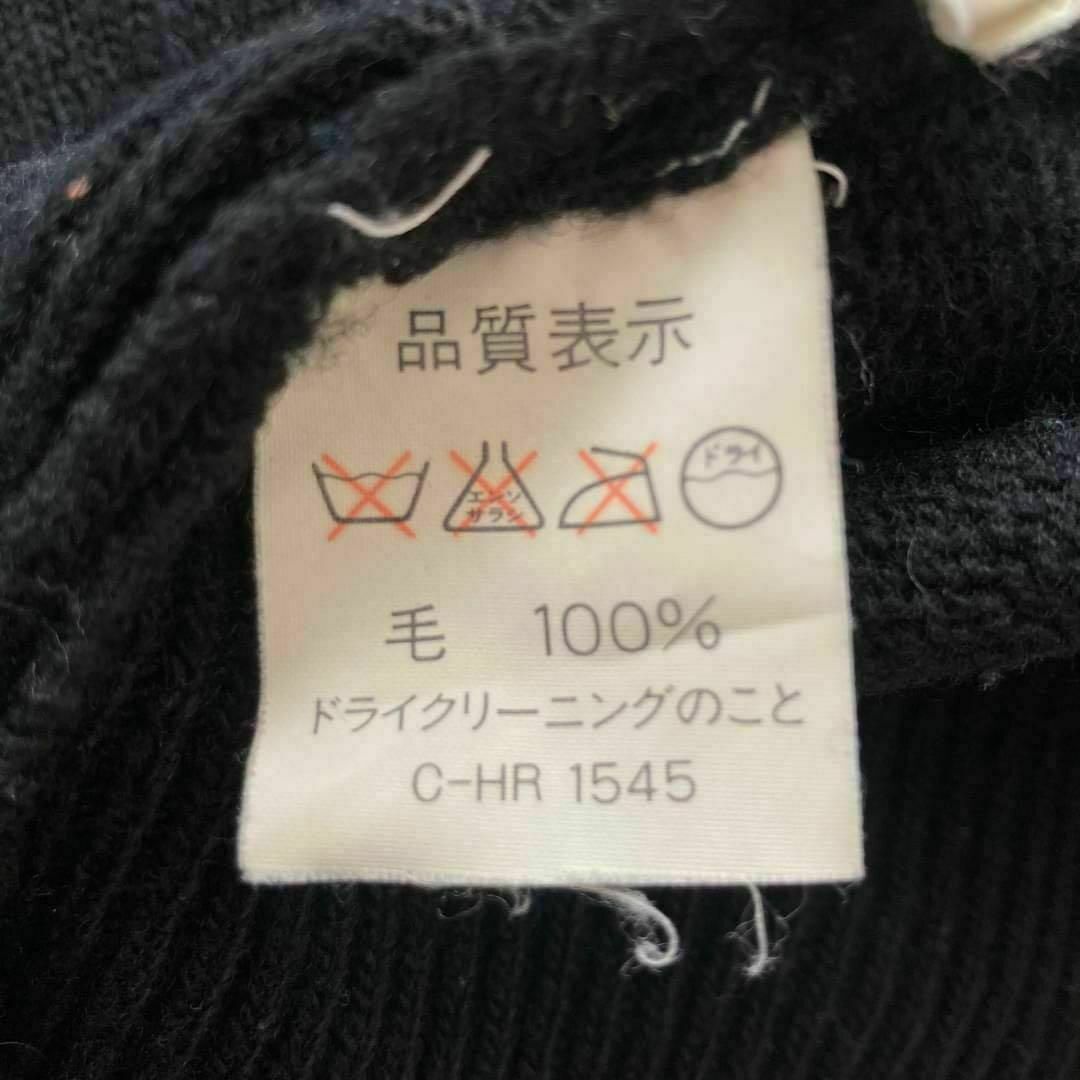 品質表示
エンソ
サラシ
ドライ
毛 100%
ドライクリーニングのこと
C-HR 1545